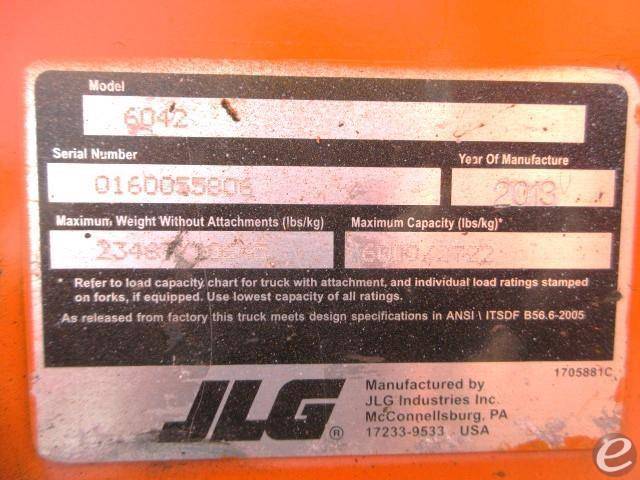 Model
6042
Serial Number
Year Of Manufacture
0160055806
2013
Maximum Weight Without Attachments (lbs/kg)
Maximum Capacity (lbs/kg)*
6000/2722
* Refer to load capacity chart for truck with attachment, and individual load ratings stamped
on forks, if equipped. Use lowest capacity of all ratings.
As released from factory this truck meets design specifications in ANSI \ ITSDF B56.6-2005
1705881C
JLG®
Manufactured by
JLG Industries Inc.
McConnellsburg, PA
17233-9533 USA
e